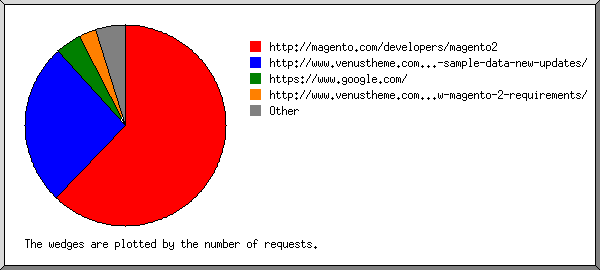 http://magento.com/developers/magento2
http://www.venustheme.com...-sample-data-new-updates/
https://www.google.com/
http://www.venustheme.com...w-magento-2-requirements/
Other
The wedges are plotted by the number of requests.